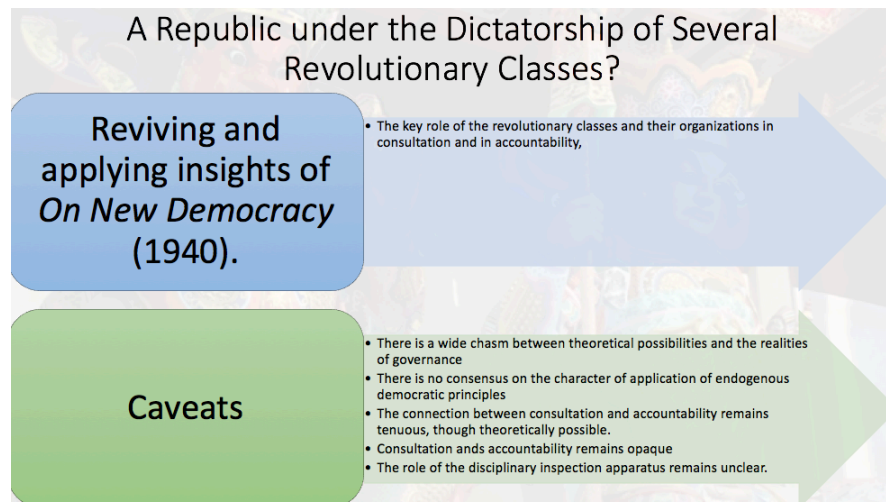 A Republic under the Dictatorship of Several
Revolutionary Classes?
Reviving and
applying insights of
On New Democracy
(1940).
• The key role of the revolutionary classes and their organizations in
consultation and in accountability,
Caveats
• There is a wide chasm between theoretical possibilities and the realities
of governance
• There is no consensus on the character of application of endogenous
democratic principles
• The connection between consultation and accountability remains
tenuous, though theoretically possible.
• Consultation ands accountability remains opaque
• The role of the disciplinary inspection apparatus remains unclear.